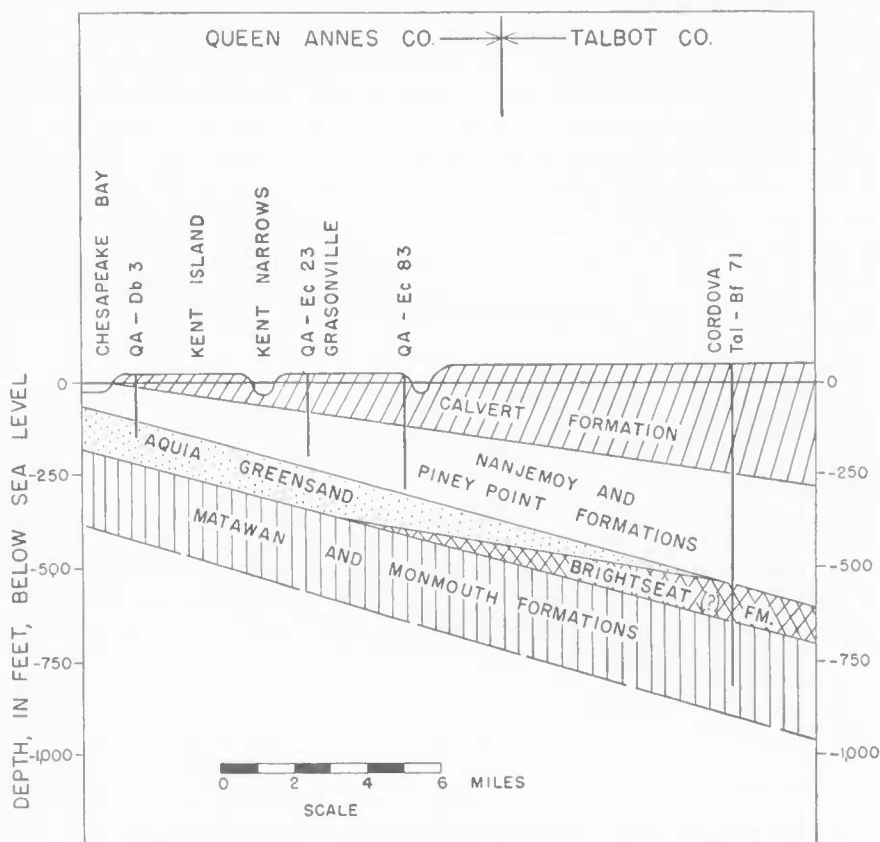 QUEEN ANNES CO.
TALBOT CO.
CHESAPEAKE BAY
QA - Db 3
KENT ISLAND
KENT NARROWS
QA - Ec 23
GRASONVILLE
QA - Ec 83
CORDOVA
Tal - Bf 71
DEPTH, IN FEET, BELOW SEA LEVEL
0
-250
-500
-750
-1,000
0
-250
-500
-750
-1,000
CALVERT FORMATION
NANJEMOY AND
PINEY POINT FORMATIONS
AQUIA GREENSAND
BRIGHTSEAT (?) FM.
MATAWAN AND MONMOUTH FORMATIONS
0 2 4 6 MILES
SCALE